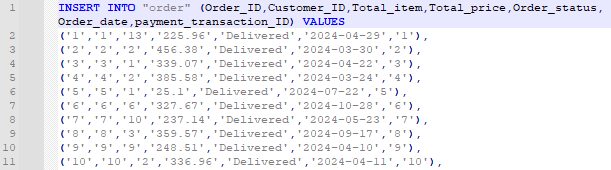 1 INSERT INTO "order" (Order_ID,Customer_ID,Total_item,Total_price,Order_status,
Order_date,payment_transaction_ID) VALUES
2 ('1','1','13','225.96','Delivered','2024-04-29','1'),
3 ('2','2','2','456.38','Delivered','2024-03-30','2'),
4 ('3','3','1','339.07','Delivered','2024-04-22','3'),
5 ('4','4','2','385.58','Delivered','2024-03-24','4'),
6 ('5','5','1','25.1','Delivered','2024-07-22','5'),
7 ('6','6','6','327.67','Delivered','2024-10-28','6'),
8 ('7','7','10','237.14','Delivered','2024-05-23','7'),
9 ('8','8','3','359.57','Delivered','2024-09-17','8'),
10 ('9','9','9','248.51','Delivered','2024-04-10','9'),
11 ('10','10','2','336.96','Delivered','2024-04-11','10'),